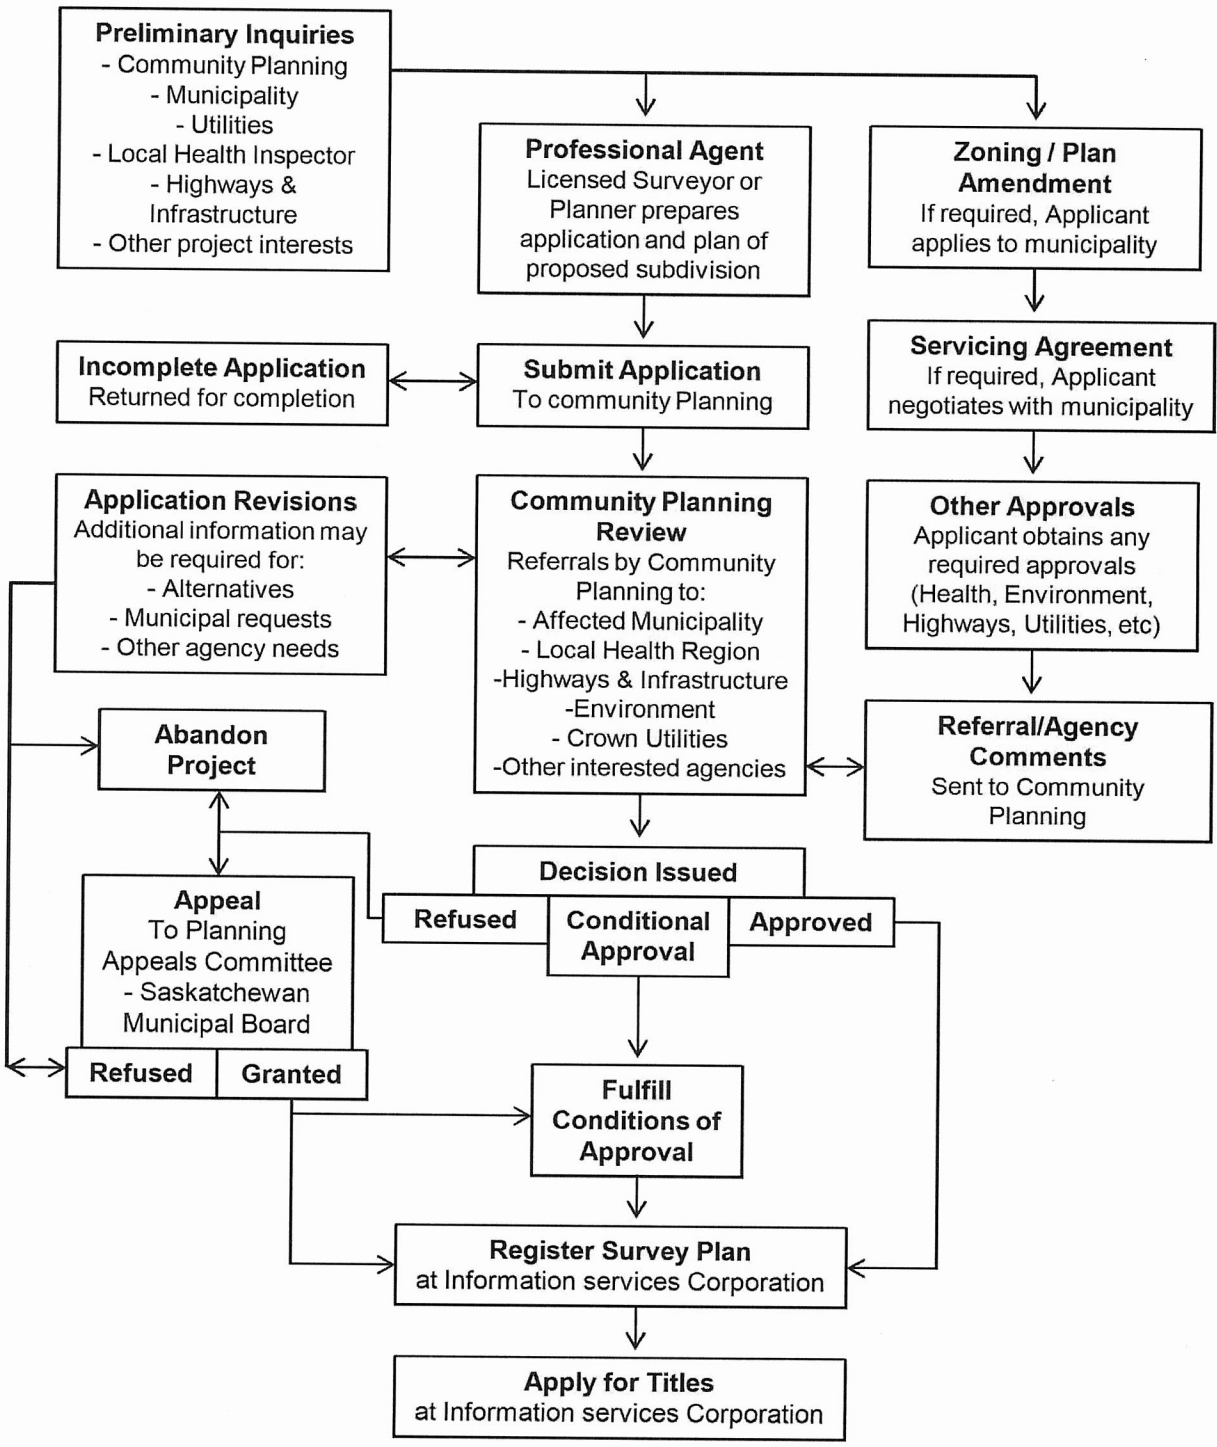 Preliminary Inquiries
- Community Planning
- Municipality
- Utilities
- Local Health Inspector
- Highways &
Infrastructure
- Other project interests
Professional Agent
Licensed Surveyor or
Planner prepares
application and plan of
proposed subdivision
Zoning / Plan
Amendment
If required, Applicant
applies to municipality
Incomplete Application
Returned for completion
Submit Application
To community Planning
Servicing Agreement
If required, Applicant
negotiates with municipality
Application Revisions
Additional information may
be required for:
- Alternatives
- Municipal requests
- Other agency needs
Community Planning
Review
Referrals by Community
Planning to:
- Affected Municipality
- Local Health Region
-Highways & Infrastructure
-Environment
- Crown Utilities
-Other interested agencies
Other Approvals
Applicant obtains any
required approvals
(Health, Environment,
Highways, Utilities, etc)
Abandon
Project
Referral/Agency
Comments
Sent to Community
Planning
Decision Issued
Refused
Conditional
Approval
Approved
Appeal
To Planning
Appeals Committee
- Saskatchewan
Municipal Board
Refused
Granted
Fulfill
Conditions of
Approval
Register Survey Plan
at Information services Corporation
Apply for Titles
at Information services Corporation